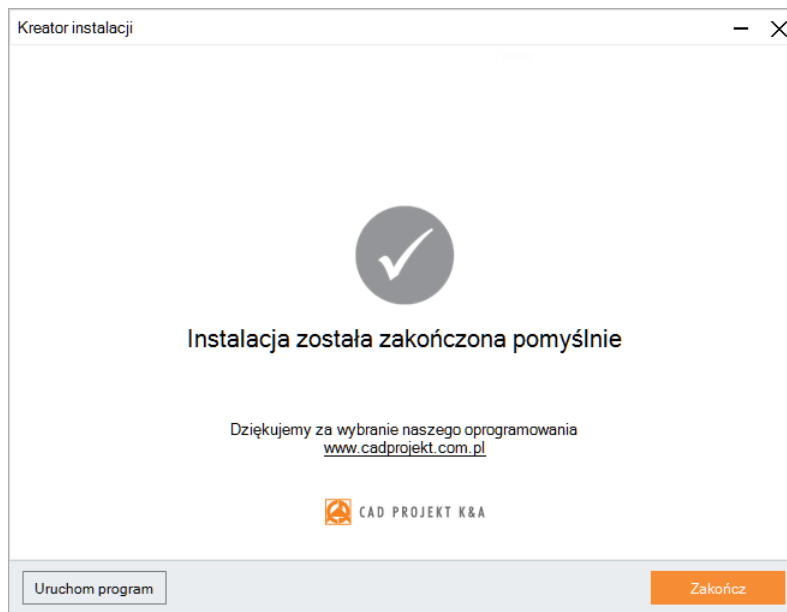 Kreator instalacji
Instalacja została zakończona pomyślnie
Dziękujemy za wybranie naszego oprogramowania
www.cadprojekt.com.pl
CAD PROJEKT K&A
Uruchom program
Zakończ